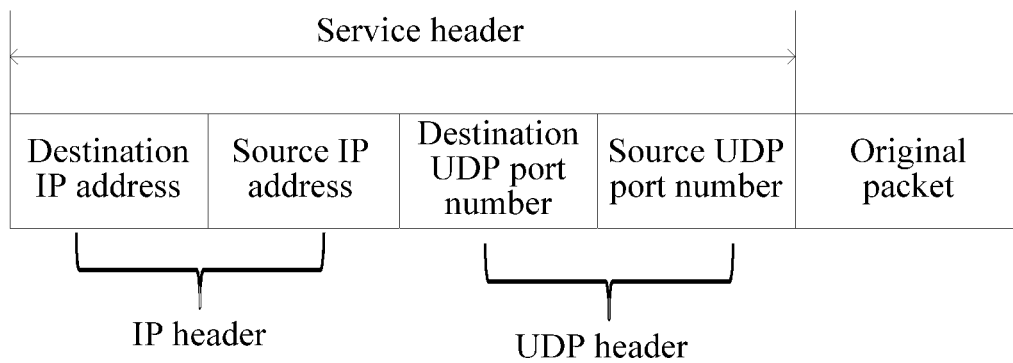 Service header
Destination
IP address
Source IP
address
Destination
UDP port
number
Source UDP
port number
Original
packet
IP header
UDP header